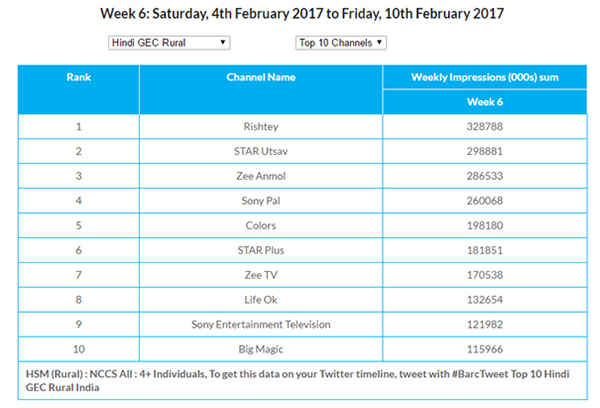 Week 6: Saturday, 4th February 2017 to Friday, 10th February 2017
Hindi GEC Rural Top 10 Channels
Rank Channel Name Weekly Impressions (000s) sum
Week 6
1 Rishtey 328788
2 STAR Utsav 298881
3 Zee Anmol 286533
4 Sony Pal 260068
5 Colors 198180
6 STAR Plus 181851
7 Zee TV 170538
8 Life Ok 132654
9 Sony Entertainment Television 121982
10 Big Magic 115966
HSM (Rural) : NCCS All : 4+ Individuals, To get this data on your Twitter timeline, tweet with #BarcTweet Top 10 Hindi
GEC Rural India